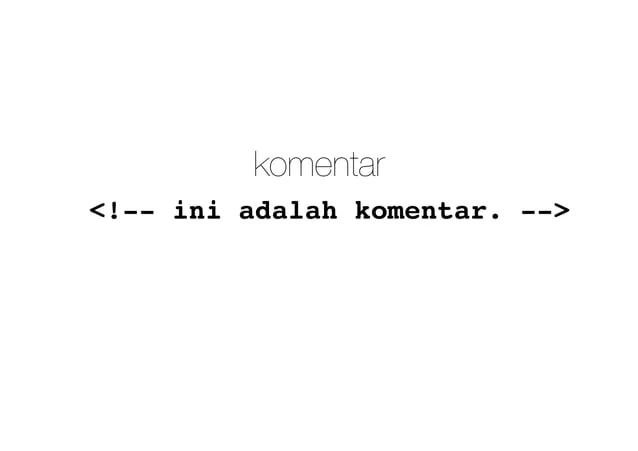 komentar
<!-- ini adalah komentar. -->